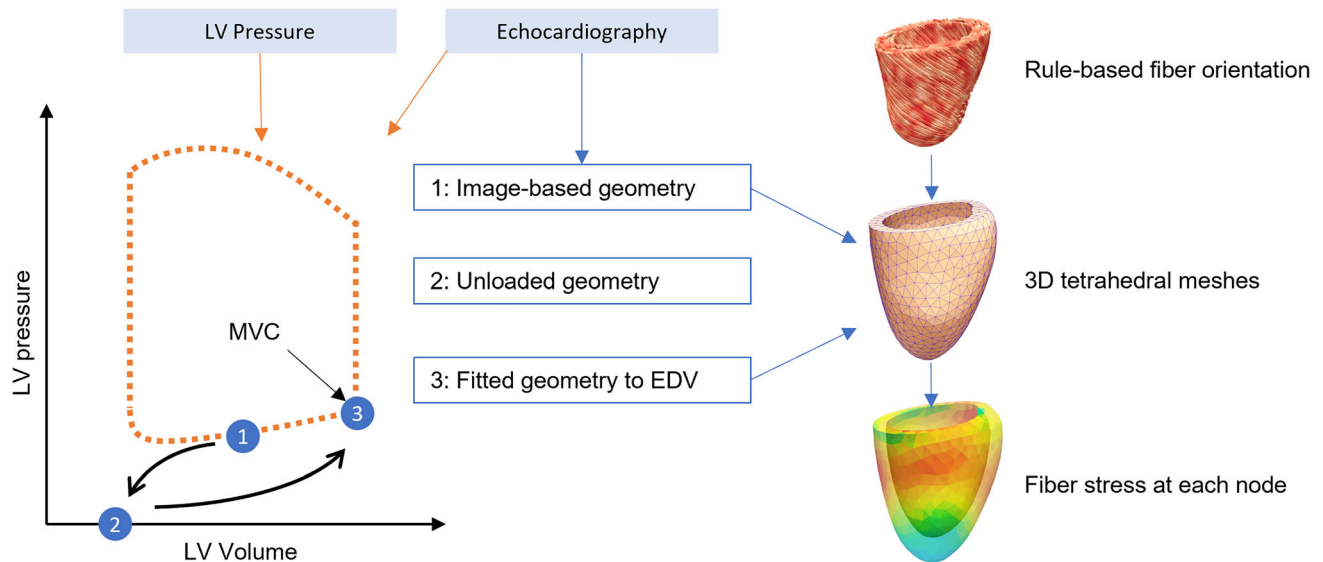 LV Pressure
Echocardiography
Rule-based fiber orientation
1: Image-based geometry
2: Unloaded geometry
3D tetrahedral meshes
MVC
3: Fitted geometry to EDV
3
1
2
Fiber stress at each node
LV pressure
LV Volume